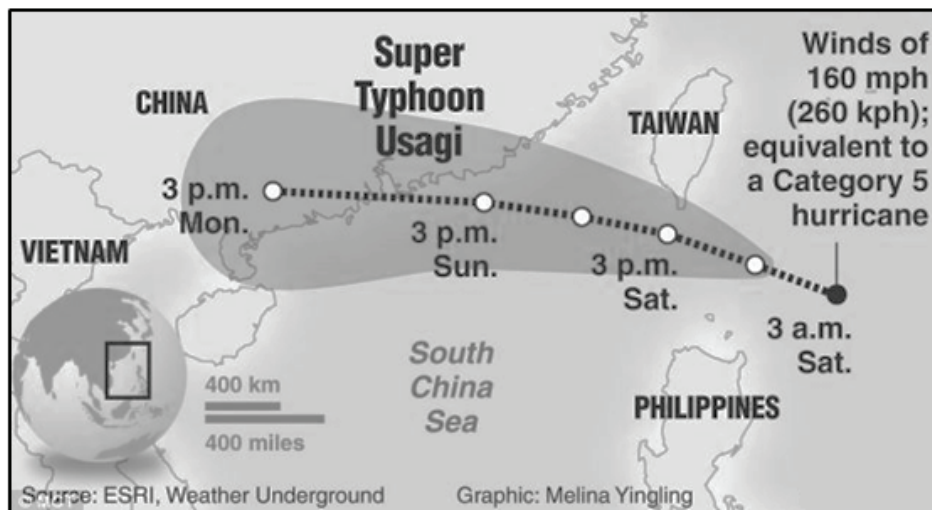 Super
Typhoon
Usagi
Winds of
160 mph
(260 kph);
equivalent to
a Category 5
hurricane
CHINA
TAIWAN
3 p.m.
Mon.
3 p.m.
Sun.
3 p.m.
Sat.
3 a.m.
Sat.
VIETNAM
South
China
Sea
PHILIPPINES
400 km
400 miles
Source: ESRI, Weather Underground
Graphic: Melina Yingling